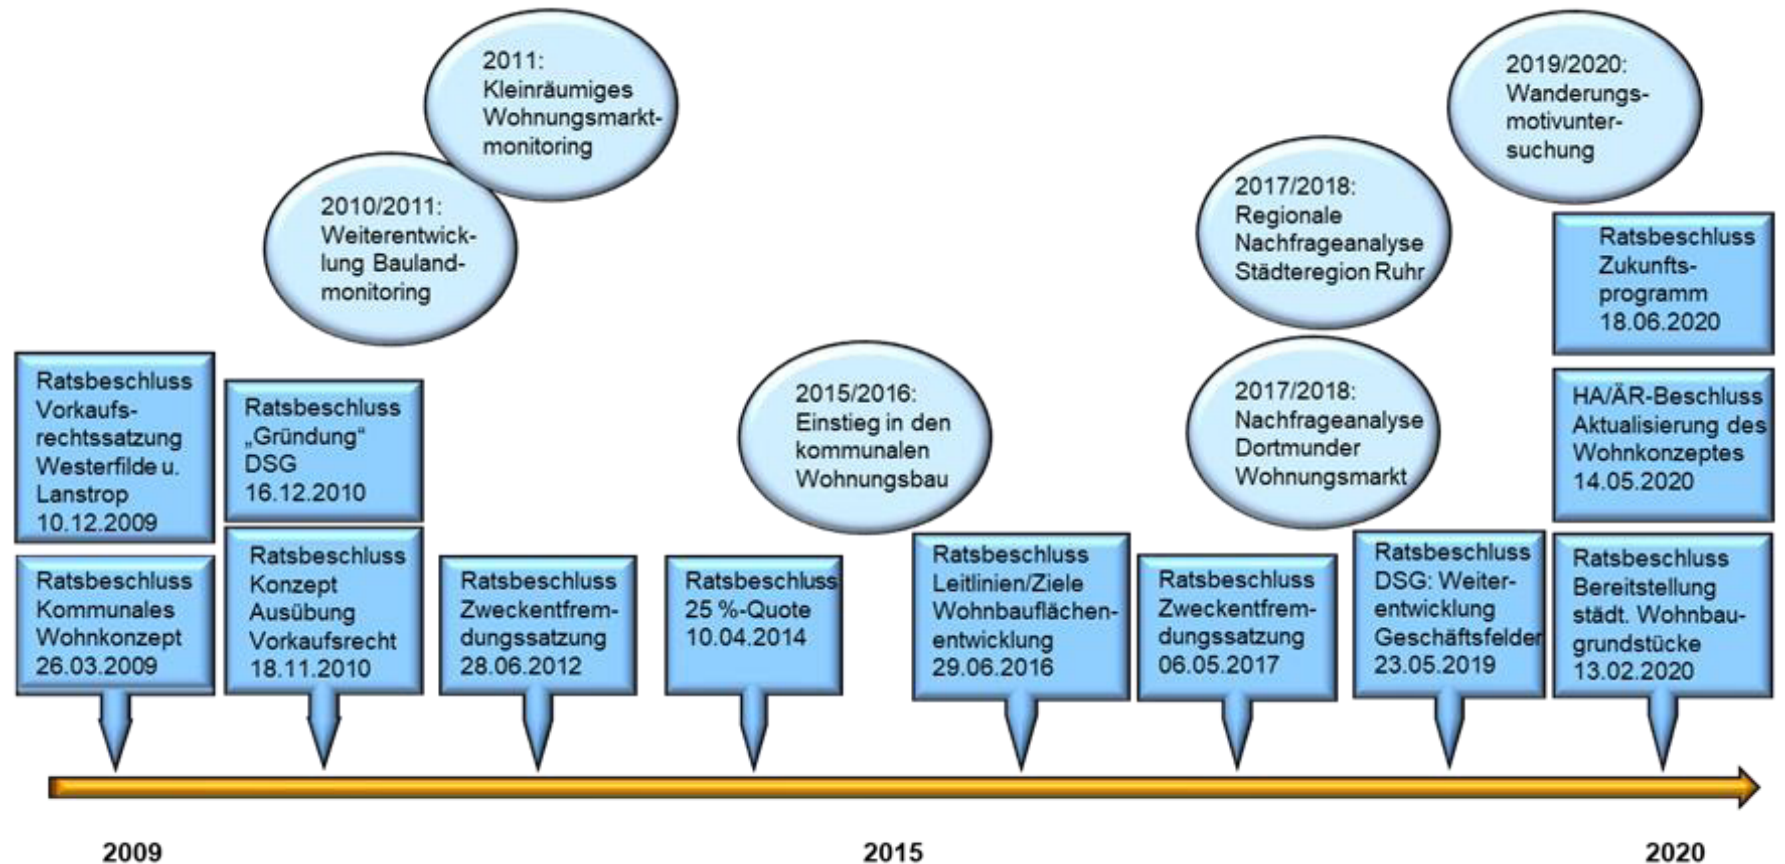 2011:
Kleinräumiges
Wohnungsmarkt-
monitoring
2010/2011:
Weiterentwick-
lung Bauland-
monitoring
2019/2020:
Wanderungs-
motivunter-
suchung
2017/2018:
Regionale
Nachfrageanalyse
Städteregion Ruhr
2015/2016:
Einstieg in den
kommunalen
Wohnungsbau
2017/2018:
Nachfrageanalyse
Dortmunder
Wohnungsmarkt
Ratsbeschluss
Vorkaufs-
rechtssatzung
Westerfilde u.
Lanstrop
10.12.2009
Ratsbeschluss
Kommunales
Wohnkonzept
26.03.2009
Ratsbeschluss
„Gründung“
DSG
16.12.2010
Ratsbeschluss
Konzept
Ausübung
Vorkaufsrecht
18.11.2010
Ratsbeschluss
Zweckentfrem-
dungssatzung
28.06.2012
Ratsbeschluss
25 %-Quote
10.04.2014
Ratsbeschluss
Leitlinien/Ziele
Wohnbauflächen-
entwicklung
29.06.2016
Ratsbeschluss
Zweckentfrem-
dungssatzung
06.05.2017
Ratsbeschluss
DSG: Weiter-
entwicklung
Geschäftsfelder
23.05.2019
Ratsbeschluss
Zukunfts-
programm
18.06.2020
HA/ÄR-Beschluss
Aktualisierung des
Wohnkonzeptes
14.05.2020
Ratsbeschluss
Bereitstellung
städt. Wohnbau-
grundstücke
13.02.2020
2009
2015
2020